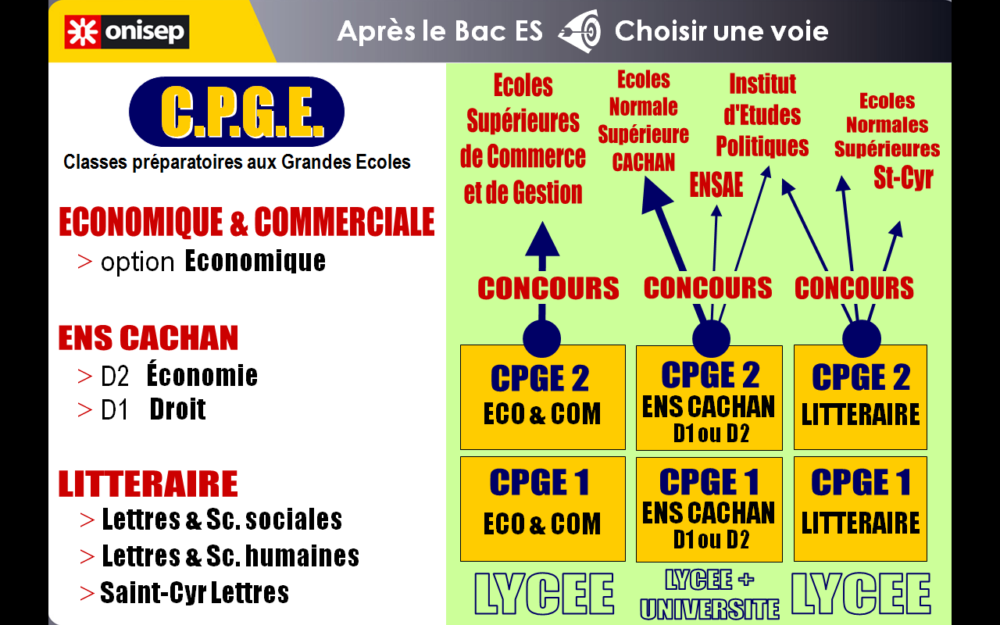 onisep
Après le Bac ES Choisir une voie
C.P.G.E.
Classes préparatoires aux Grandes Ecoles
ECONOMIQUE & COMMERCIALE
> option Economique
ENS CACHAN
> D2 Économie
> D1 Droit
LITTERAIRE
> Lettres & Sc. sociales
> Lettres & Sc. humaines
> Saint-Cyr Lettres
Ecoles
Supérieures
de Commerce
et de Gestion
Ecoles
Normale
Supérieure
CACHAN
ENSAE
Institut
d'Etudes
Politiques
Ecoles
Normales
Supérieures
St-Cyr
CONCOURS
CONCOURS
CONCOURS
CPGE 2
ECO & COM
CPGE 2
ENS CACHAN
D1 ou D2
CPGE 2
LITTERAIRE
CPGE 1
ECO & COM
CPGE 1
ENS CACHAN
D1 ou D2
CPGE 1
LITTERAIRE
LYCEE
LYCEE +
UNIVERSITE
LYCEE